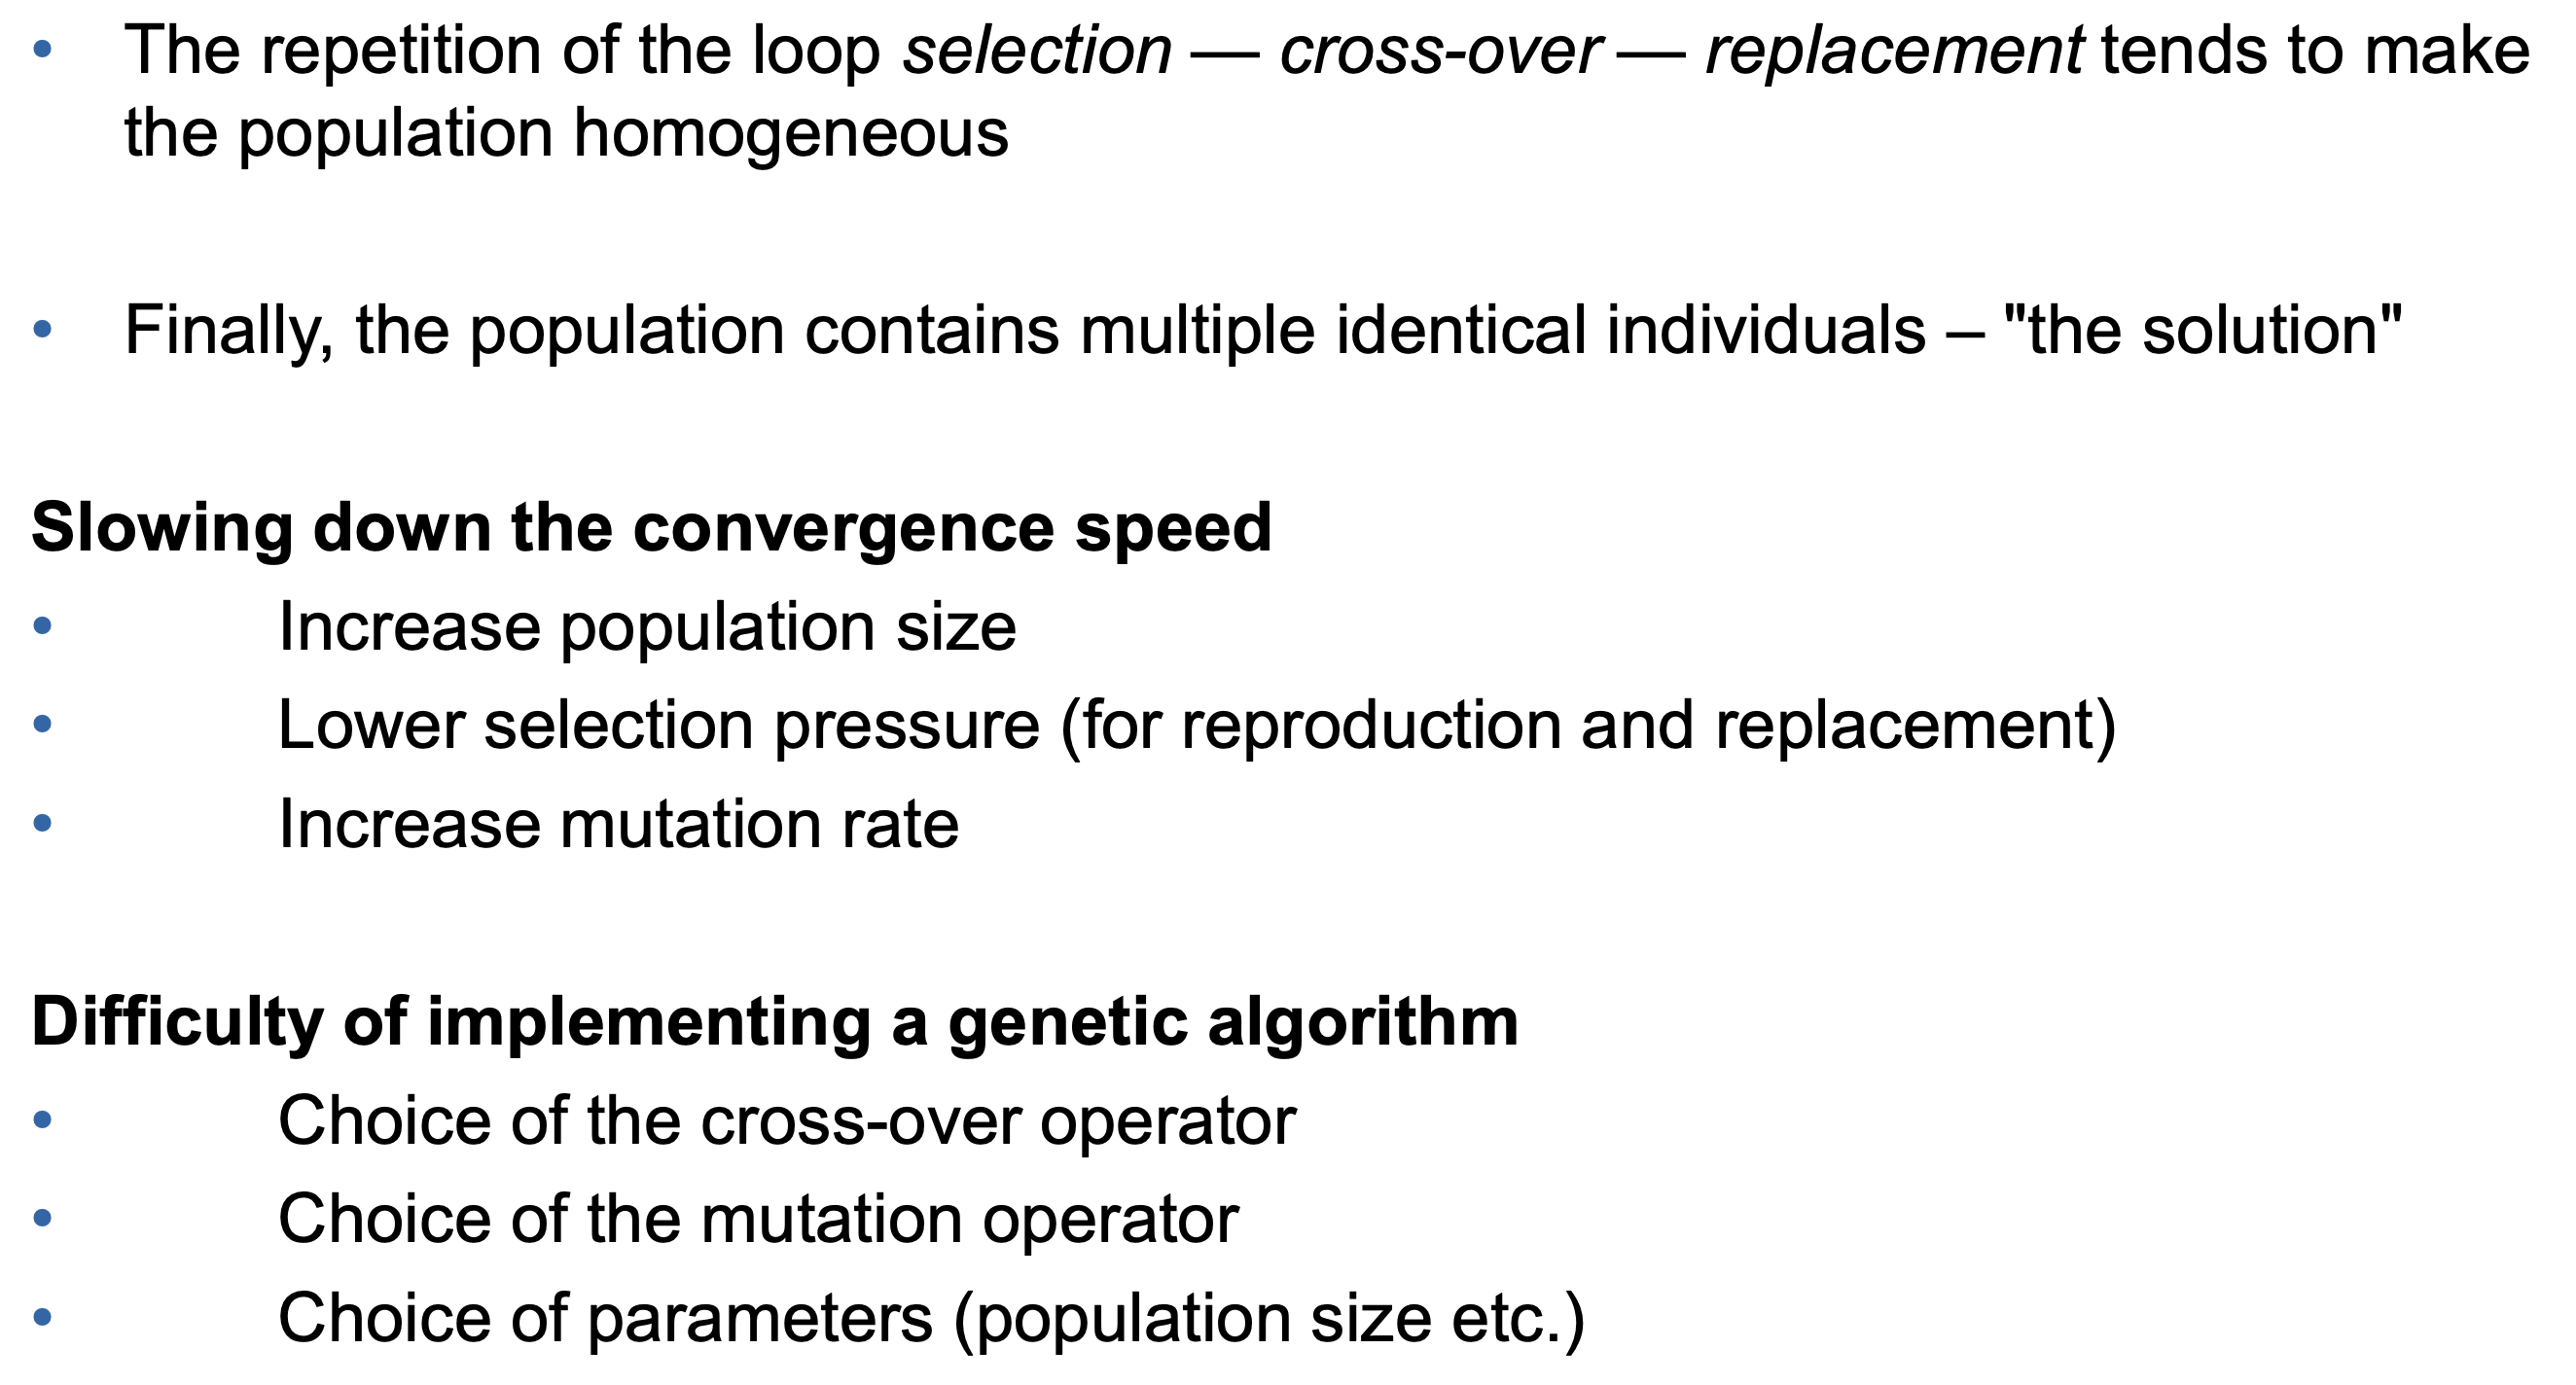 • The repetition of the loop selection — cross-over — replacement tends to make
the population homogeneous
• Finally, the population contains multiple identical individuals – "the solution"
Slowing down the convergence speed
• Increase population size
• Lower selection pressure (for reproduction and replacement)
• Increase mutation rate
Difficulty of implementing a genetic algorithm
• Choice of the cross-over operator
• Choice of the mutation operator
• Choice of parameters (population size etc.)